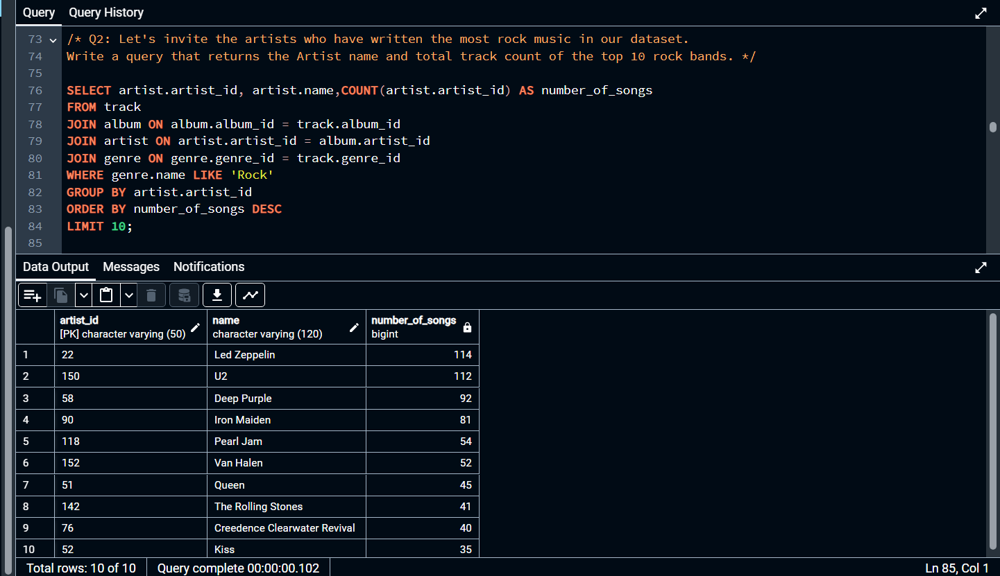 Query Query History
73 /* Q2: Let's invite the artists who have written the most rock music in our dataset.
74 Write a query that returns the Artist name and total track count of the top 10 rock bands. */
75
76 SELECT artist.artist_id, artist.name,COUNT(artist.artist_id) AS number_of_songs
77 FROM track
78 JOIN album ON album.album_id = track.album_id
79 JOIN artist ON artist.artist_id = album.artist_id
80 JOIN genre ON genre.genre_id = track.genre_id
81 WHERE genre.name LIKE 'Rock'
82 GROUP BY artist.artist_id
83 ORDER BY number_of_songs DESC
84 LIMIT 10;
85
Data Output Messages Notifications
artist_id name number_of_songs
[PK] character varying (50) character varying (120) bigint
1 22 Led Zeppelin 114
2 150 U2 112
3 58 Deep Purple 92
4 90 Iron Maiden 81
5 118 Pearl Jam 54
6 152 Van Halen 52
7 51 Queen 45
8 142 The Rolling Stones 41
9 76 Creedence Clearwater Revival 40
10 52 Kiss 35
Total rows: 10 of 10 Query complete 00:00:00.102 Ln 85, Col 1